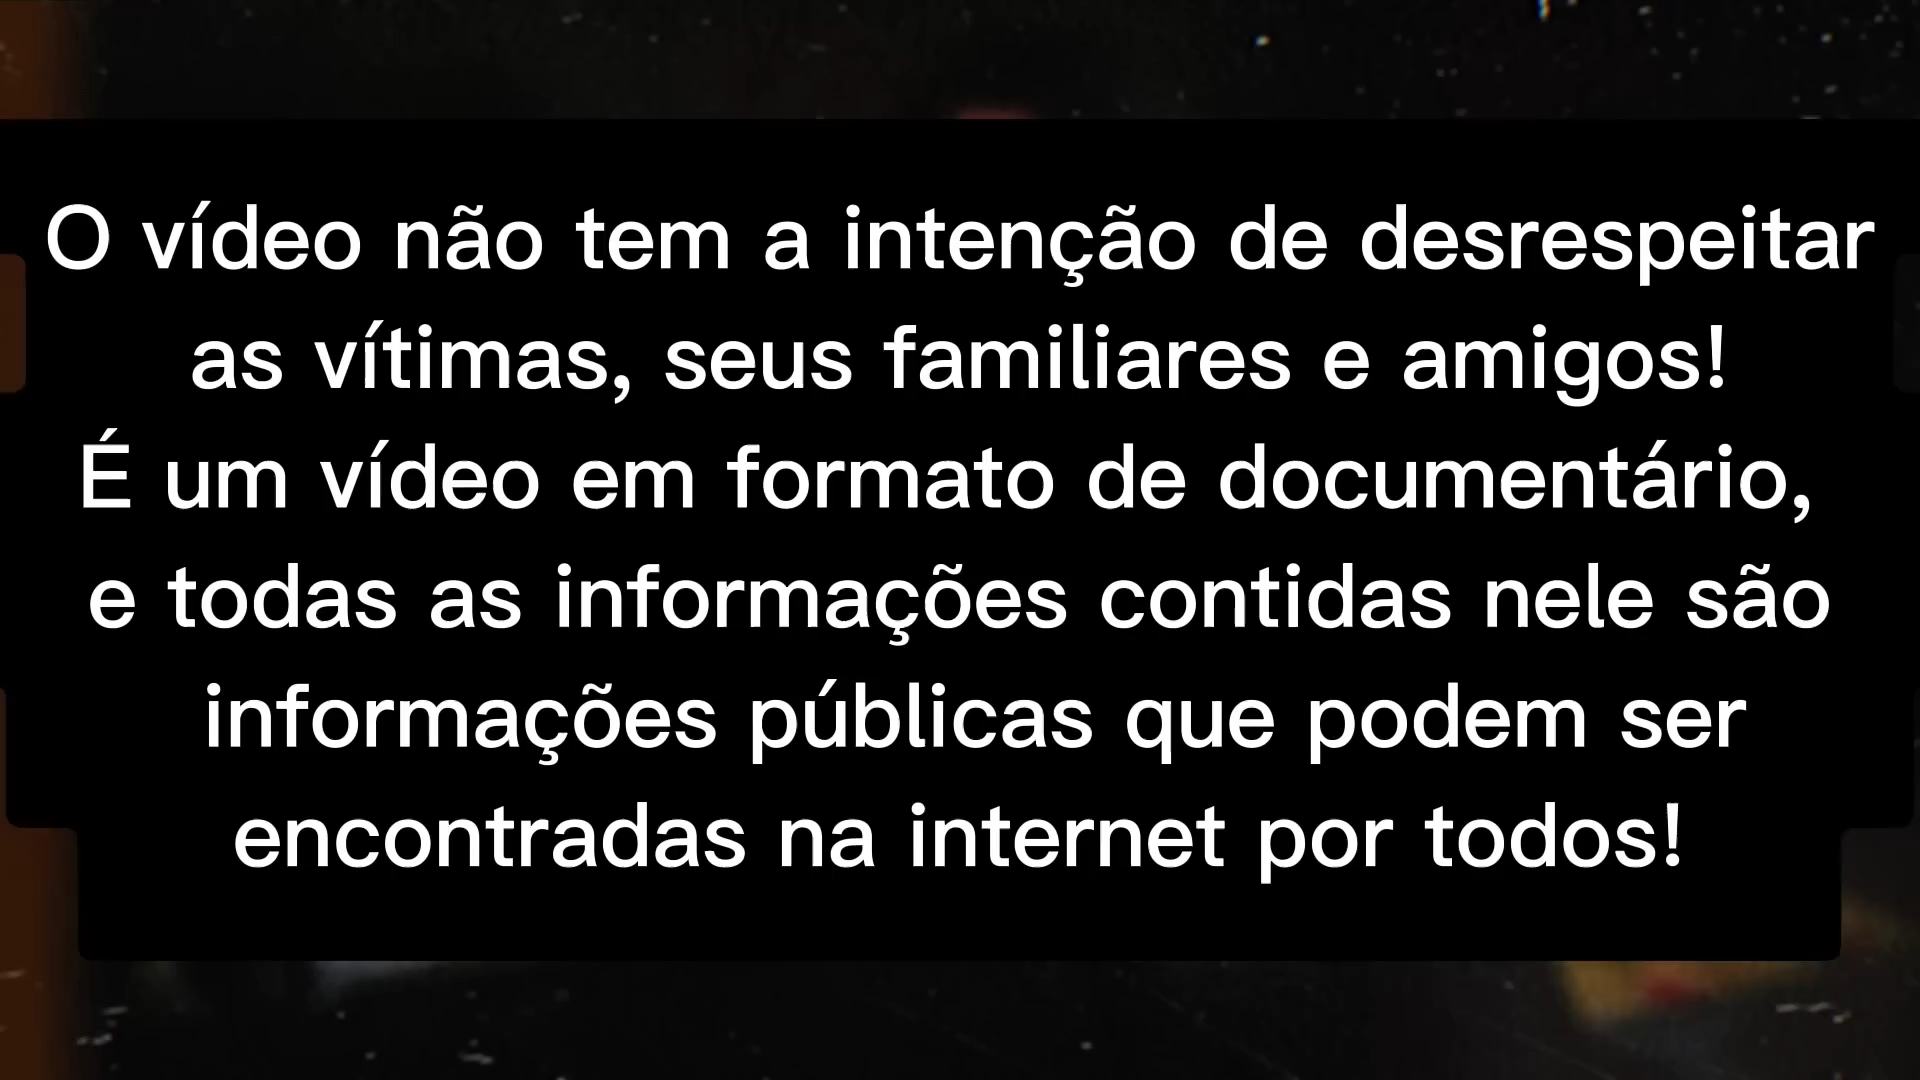 O vídeo não tem a intenção de desrespeitar
as vítimas, seus familiares e amigos!
É um vídeo em formato de documentário,
e todas as informações contidas nele são
informações públicas que podem ser
encontradas na internet por todos!